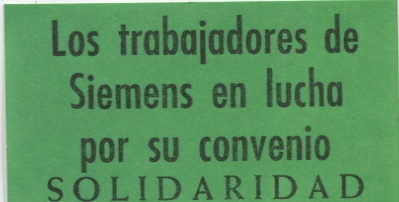 Los trabajadores de
Siemens en lucha
por su convenio
SOLIDARIDAD